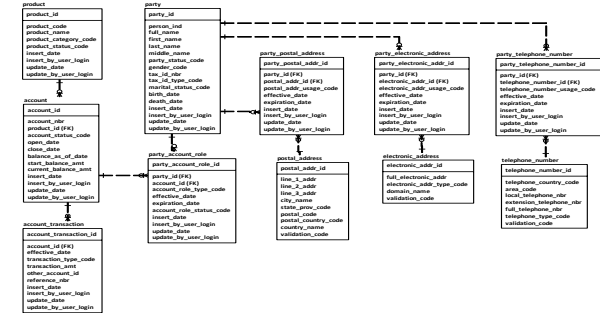 product
product_id
product_code
product_name
product_category_code
product_status_code
insert_date
insert_by_user_login
update_date
update_by_user_login
account
account_id
account_nbr
product_id (FK)
account_status_code
open_date
close_date
balance_as_of_date
start_balance_amt
current_balance_amt
insert_date
insert_by_user_login
update_date
update_by_user_login
account_transaction
account_transaction_id
account_id (FK)
effective_date
transaction_type_code
transaction_amt
other_account_id
reference_nbr
insert_date
insert_by_user_login
update_date
update_by_user_login
party
party_id
person_ind
full_name
first_name
last_name
middle_name
party_status_code
gender_code
tax_id_nbr
tax_id_type_code
marital_status_code
birth_date
death_date
insert_date
insert_by_user_login
update_date
update_by_user_login
party_account_role
party_account_role_id
party_id (FK)
account_id (FK)
account_role_type_code
effective_date
expiration_date
account_role_status_code
insert_date
insert_by_user_login
update_date
update_by_user_login
party_postal_address
party_postal_addr_id
party_id (FK)
postal_addr_id (FK)
postal_addr_usage_code
effective_date
expiration_date
insert_date
insert_by_user_login
update_date
update_by_user_login
postal_address
postal_addr_id
line_1_addr
line_2_addr
line_3_addr
city_name
state_prov_code
postal_code
postal_country_code
country_name
validation_code
party_electronic_address
party_electronic_addr_id
party_id (FK)
electronic_addr_id (FK)
electronic_addr_usage_code
effective_date
expiration_date
insert_date
insert_by_user_login
update_date
update_by_user_login
electronic_address
electronic_addr_id
full_electronic_addr
electronic_addr_type_code
domain_name
validation_code
party_telephone_number
party_telephone_number_id
party_id(FK)
telephone_number_id (FK)
telephone_number_usage_code
effective_date
expiration_date
insert_date
insert_by_user_login
update_date
update_by_user_login
telephone_number
telephone_number_id
telephone_country_code
area_code
local_telephone_nbr
extension_telephone_nbr
full_telephone_nbr
telephone_type_code
validation_code